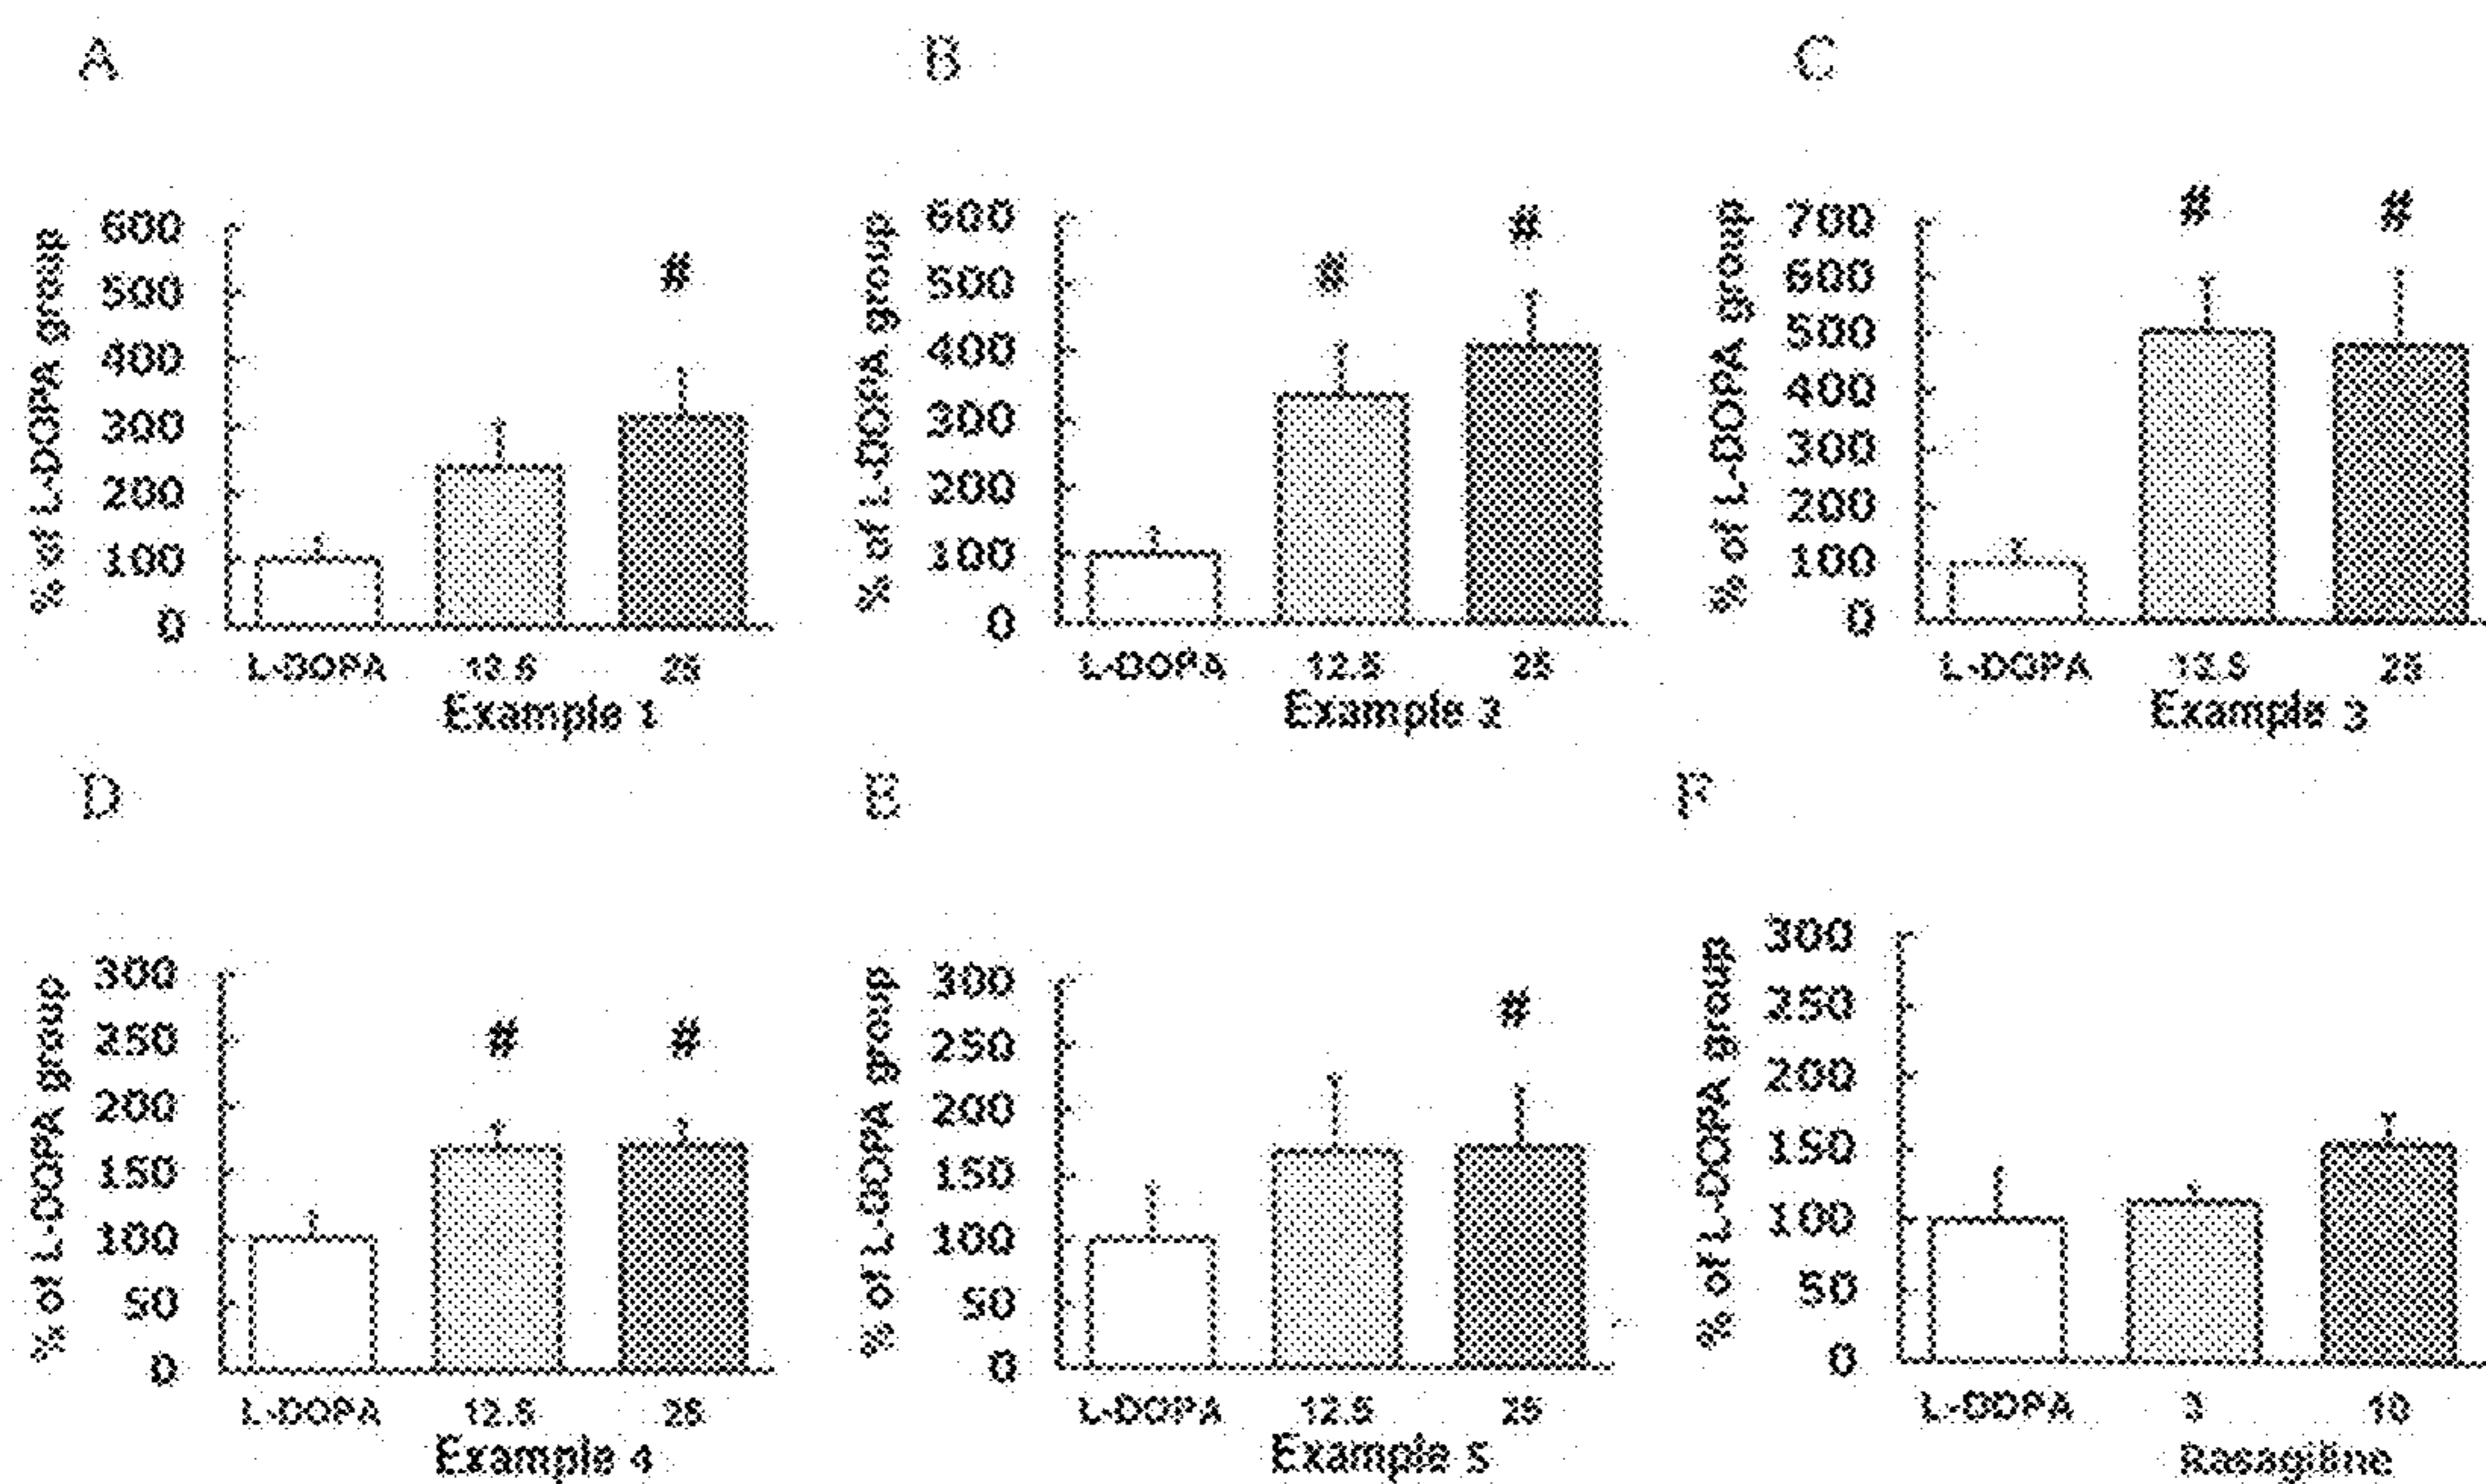 A
B
C
% of L-DOPA group
600
500
400
300
200
100
0
#
L-DOPA 12.5 25
Example 1
% of L-DOPA group
600
500
400
300
200
100
0
# #
L-DOPA 12.5 25
Example 2
% of L-DOPA group
700
600
500
400
300
200
100
0
# #
L-DOPA 12.5 25
Example 3
D
E
F
% of L-DOPA group
300
250
200
150
100
50
0
# #
L-DOPA 12.5 25
Example 4
% of L-DOPA group
300
250
200
150
100
50
0
#
L-DOPA 12.5 25
Example 5
% of L-DOPA group
300
250
200
150
100
50
0
L-DOPA 3 10
Rasagiline